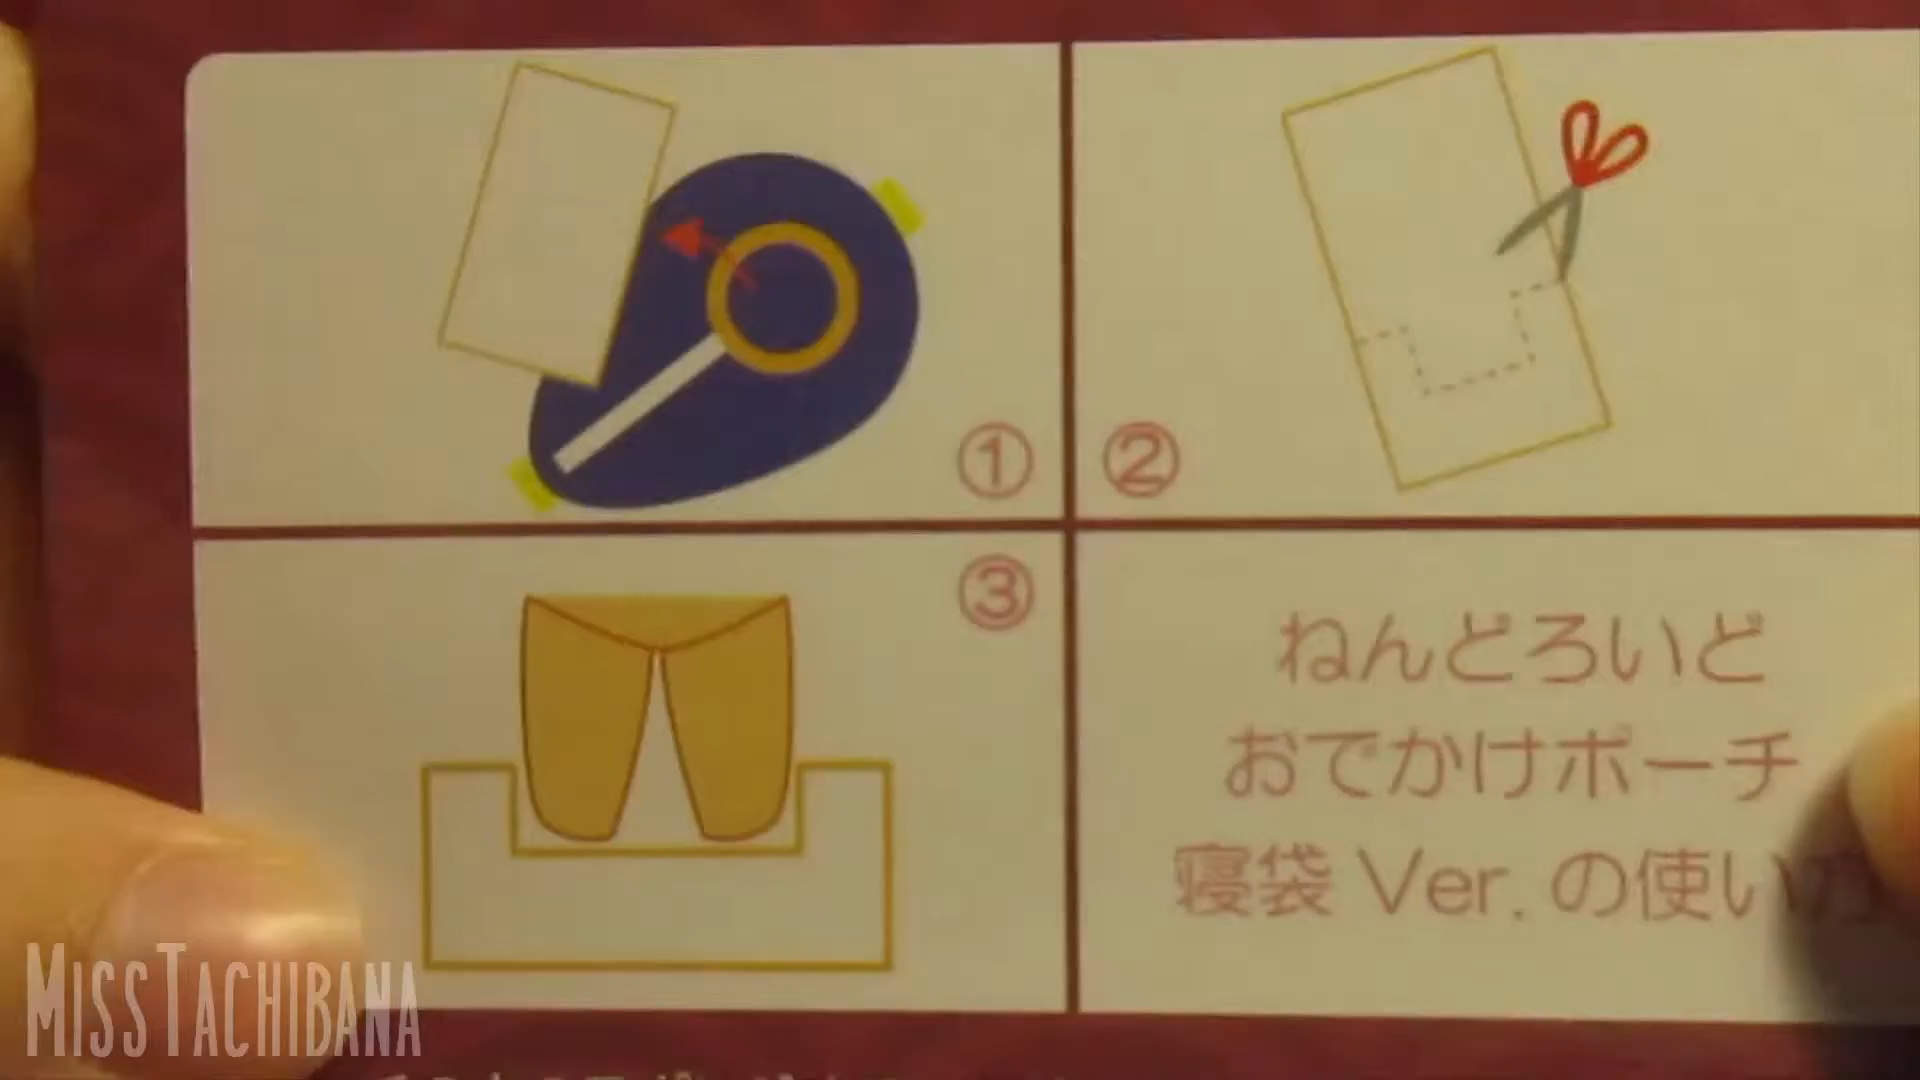 ①
②
③
ねんどろいど
おでかけポーチ
寝袋 Ver. の使い方
MISSTACHIBANA